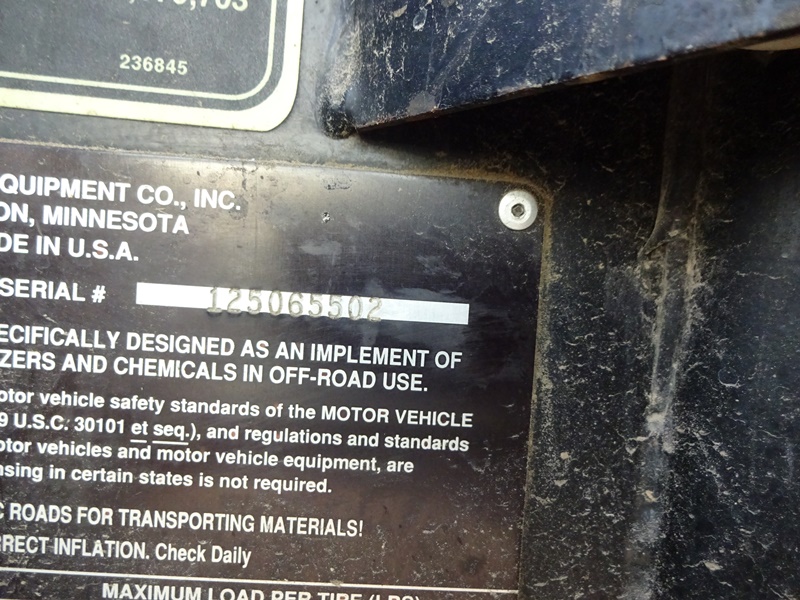 236845
QUIPMENT CO., INC.
ON, MINNESOTA
DE IN U.S.A.
SERIAL # 125065502
ECIFICALLY DESIGNED AS AN IMPLEMENT OF
ZERS AND CHEMICALS IN OFF-ROAD USE.
otor vehicle safety standards of the MOTOR VEHICLE
9 U.S.C. 30101 et seq.), and regulations and standards
otor vehicles and motor vehicle equipment, are
nsing in certain states is not required.
C ROADS FOR TRANSPORTING MATERIALS!
RRECT INFLATION. Check Daily
MAXIMUM LOAD PER TIRE (LBS)